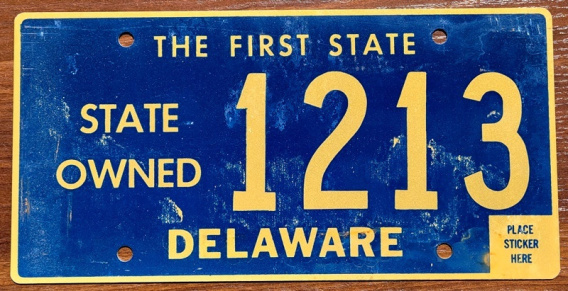 THE FIRST STATE
STATE
OWNED
1213
DELAWARE
PLACE
STICKER
HERE